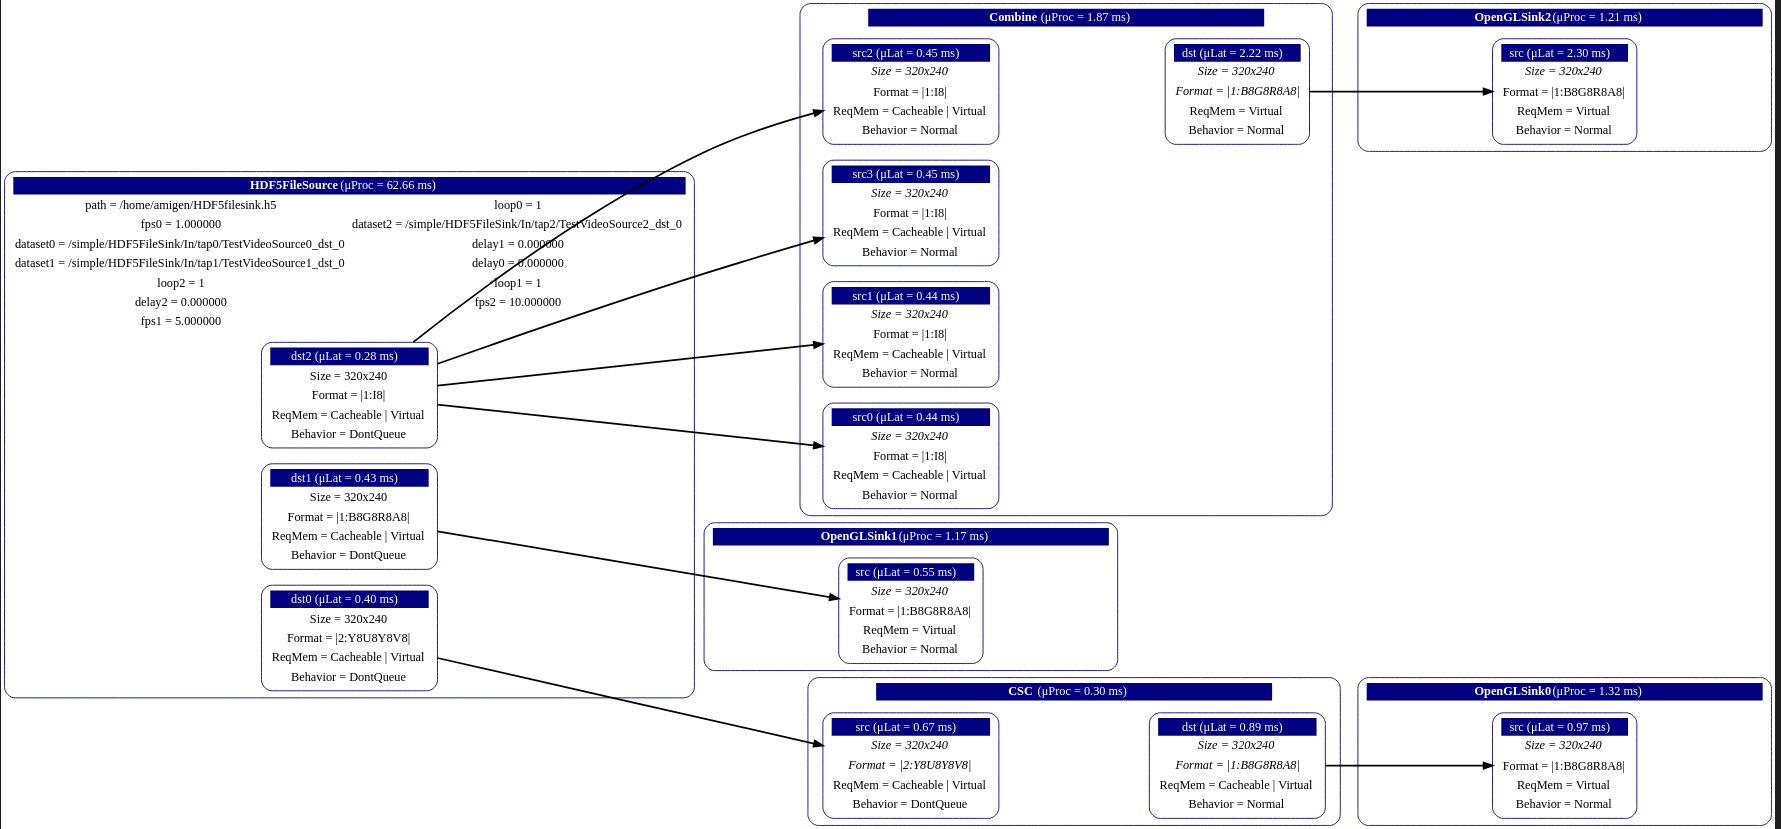 HDF5FileSource (μProc = 62.66 ms)
path = /home/amigen/HDF5filesink.h5
fps0 = 1.000000
dataset0 = /simple/HDF5FileSink/In/tap0/TestVideoSource0_dst_0
dataset1 = /simple/HDF5FileSink/In/tap1/TestVideoSource1_dst_0
loop2 = 1
delay2 = 0.000000
fps1 = 5.000000
loop0 = 1
dataset2 = /simple/HDF5FileSink/In/tap2/TestVideoSource2_dst_0
delay1 = 0.000000
delay0 = 0.000000
loop1 = 1
fps2 = 10.000000
dst2 (μLat = 0.28 ms)
Size = 320x240
Format = |1:I8|
ReqMem = Cacheable | Virtual
Behavior = DontQueue
dst1 (μLat = 0.43 ms)
Size = 320x240
Format = |1:B8G8R8A8|
ReqMem = Cacheable | Virtual
Behavior = DontQueue
dst0 (μLat = 0.40 ms)
Size = 320x240
Format = |2:Y8U8Y8V8|
ReqMem = Cacheable | Virtual
Behavior = DontQueue
Combine (μProc = 1.87 ms)
src2 (μLat = 0.45 ms)
Size = 320x240
Format = |1:I8|
ReqMem = Cacheable | Virtual
Behavior = Normal
src3 (μLat = 0.45 ms)
Size = 320x240
Format = |1:I8|
ReqMem = Cacheable | Virtual
Behavior = Normal
src1 (μLat = 0.44 ms)
Size = 320x240
Format = |1:I8|
ReqMem = Cacheable | Virtual
Behavior = Normal
src0 (μLat = 0.44 ms)
Size = 320x240
Format = |1:I8|
ReqMem = Cacheable | Virtual
Behavior = Normal
dst (μLat = 2.22 ms)
Size = 320x240
Format = |1:B8G8R8A8|
ReqMem = Virtual
Behavior = Normal
OpenGLSink2 (μProc = 1.21 ms)
src (μLat = 2.30 ms)
Size = 320x240
Format = |1:B8G8R8A8|
ReqMem = Virtual
Behavior = Normal
OpenGLSink1 (μProc = 1.17 ms)
src (μLat = 0.55 ms)
Size = 320x240
Format = |1:B8G8R8A8|
ReqMem = Virtual
Behavior = Normal
CSC (μProc = 0.30 ms)
src (μLat = 0.67 ms)
Size = 320x240
Format = |2:Y8U8Y8V8|
ReqMem = Cacheable | Virtual
Behavior = DontQueue
dst (μLat = 0.89 ms)
Size = 320x240
Format = |1:B8G8R8A8|
ReqMem = Cacheable | Virtual
Behavior = Normal
OpenGLSink0 (μProc = 1.32 ms)
src (μLat = 0.97 ms)
Size = 320x240
Format = |1:B8G8R8A8|
ReqMem = Virtual
Behavior = Normal